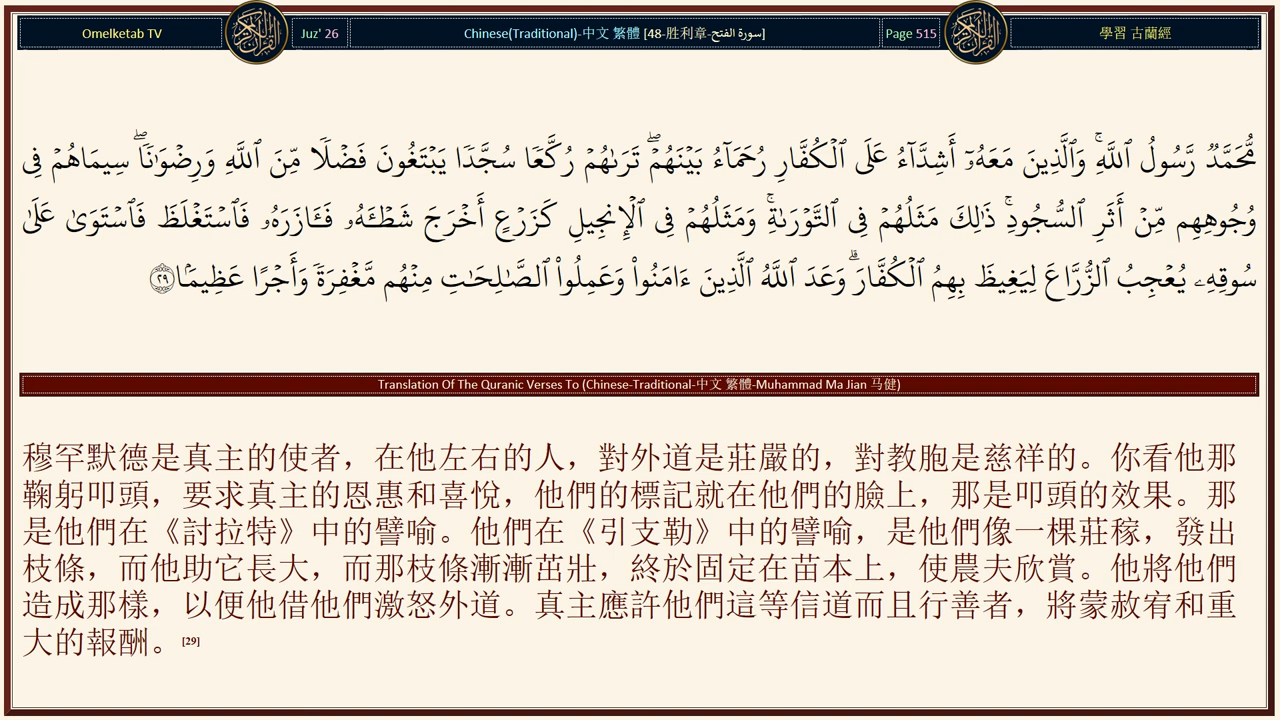 Omelketab TV
Juz' 26
Chinese(Traditional)-中文 繁體 [48-胜利章-سورة الفتح]
Page 515
學習 古蘭經
مُّحَمَّدٌ رَّسُولُ ٱللَّهِۚ وَٱلَّذِينَ مَعَهُۥٓ أَشِدَّآءُ عَلَى ٱلْكُفَّارِ رُحَمَآءُ بَيْنَهُمْۖ تَرَىٰهُمْ رُكَّعًا سُجَّدًا يَبْتَغُونَ فَضْلًا مِّنَ ٱللَّهِ وَرِضْوَٰنًاۖ سِيمَاهُمْ فِى
وُجُوهِهِم مِّنْ أَثَرِ ٱلسُّجُودِۚ ذَٰلِكَ مَثَلُهُمْ فِى ٱلتَّوْرَىٰةِۚ وَمَثَلُهُمْ فِى ٱلْإِنجِيلِ كَزَرْعٍ أَخْرَجَ شَطْـَٔهُۥ فَـَٔازَرَهُۥ فَٱسْتَغْلَظَ فَٱسْتَوَىٰ عَلَىٰ
سُوقِهِۦ يُعْجِبُ ٱلزُّرَّاعَ لِيَغِيظَ بِهِمُ ٱلْكُفَّارَۗ وَعَدَ ٱللَّهُ ٱلَّذِينَ ءَامَنُوا۟ وَعَمِلُوا۟ ٱلصَّٰلِحَٰتِ مِنْهُم مَّغْفِرَةً وَأَجْرًا عَظِيمًۢا ٢٩
Translation Of The Quranic Verses To (Chinese-Traditional-中文 繁體-Muhammad Ma Jian 马健)
穆罕默德是真主的使者，在他左右的人，對外道是莊嚴的，對教胞是慈祥的。你看他那
鞠躬叩頭，要求真主的恩惠和喜悅，他們的標記就在他們的臉上，那是叩頭的效果。那
是他們在《討拉特》中的譬喻。他們在《引支勒》中的譬喻，是他們像一棵莊稼，發出
枝條，而他助它長大，而那枝條漸漸茁壯，終於固定在苗本上，使農夫欣賞。他將他們
造成那樣，以便他借他們激怒外道。真主應許他們這等信道而且行善者，將蒙赦宥和重
大的報酬。[29]